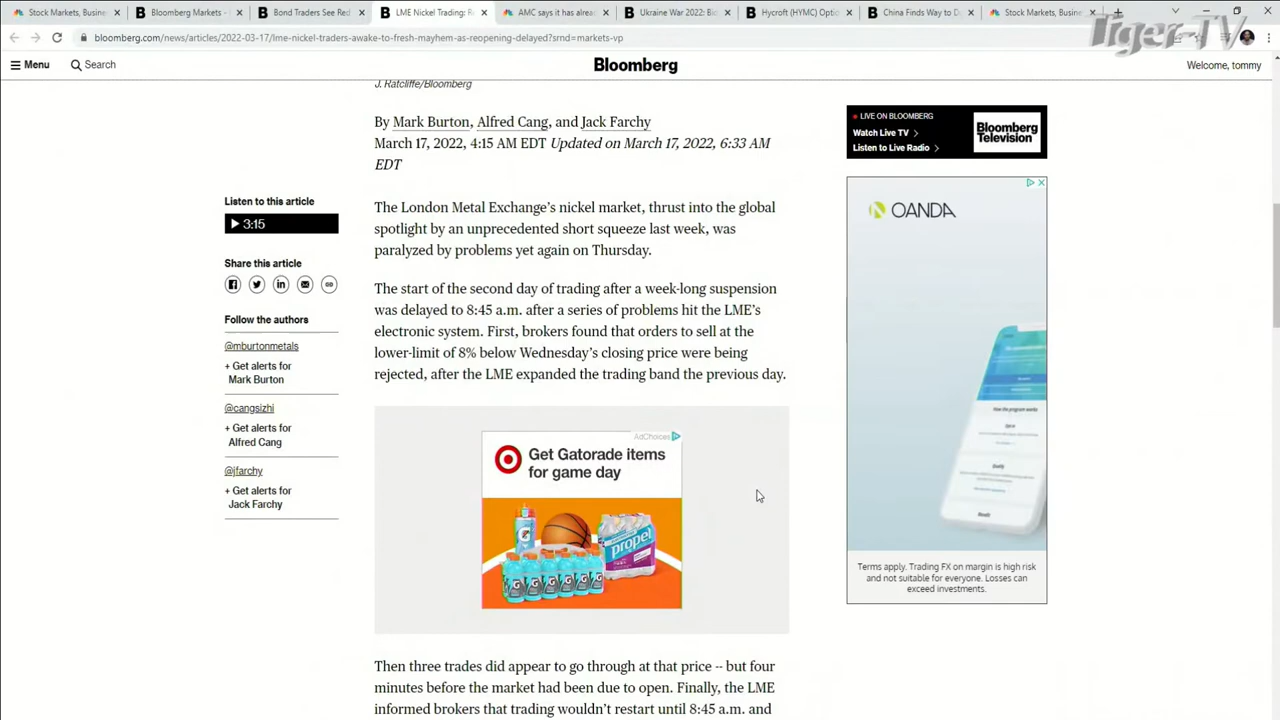 Stock Markets, Busine
Bloomberg Markets -
Bond Traders See Red
LME Nickel Trading: R
AMC says it has alrea
Ukraine War 2022: Bi
Hycroft (HYMC) Optio
China Finds Way to D
Stock Markets, Busine
Tiger-TV
bloomberg.com/news/articles/2022-03-17/lme-nickel-traders-awake-to-fresh-mayhem-as-reopening-delayed?srnd=markets-vp
Menu
Search
Bloomberg
Welcome, tommy
J. Ratcliffe/Bloomberg
By Mark Burton, Alfred Cang, and Jack Farchy
March 17, 2022, 4:15 AM EDT Updated on March 17, 2022, 6:33 AM
EDT
Listen to this article
3:15
Share this article
Follow the authors
@mburtonmetals
+ Get alerts for
Mark Burton
@cangsizhi
+ Get alerts for
Alfred Cang
@jfarchy
+ Get alerts for
Jack Farchy
The London Metal Exchange's nickel market, thrust into the global
spotlight by an unprecedented short squeeze last week, was
paralyzed by problems yet again on Thursday.
The start of the second day of trading after a week-long suspension
was delayed to 8:45 a.m. after a series of problems hit the LME's
electronic system. First, brokers found that orders to sell at the
lower-limit of 8% below Wednesday's closing price were being
rejected, after the LME expanded the trading band the previous day.
AdChoices
Get Gatorade items
for game day
propel
Then three trades did appear to go through at that price -- but four
minutes before the market had been due to open. Finally, the LME
informed brokers that trading wouldn't restart until 8:45 a.m. and
LIVE ON BLOOMBERG
Watch Live TV
Listen to Live Radio
Bloomberg
Television
OANDA
How the program works
Terms apply. Trading FX on margin is high risk
and not suitable for everyone. Losses can
exceed investments.